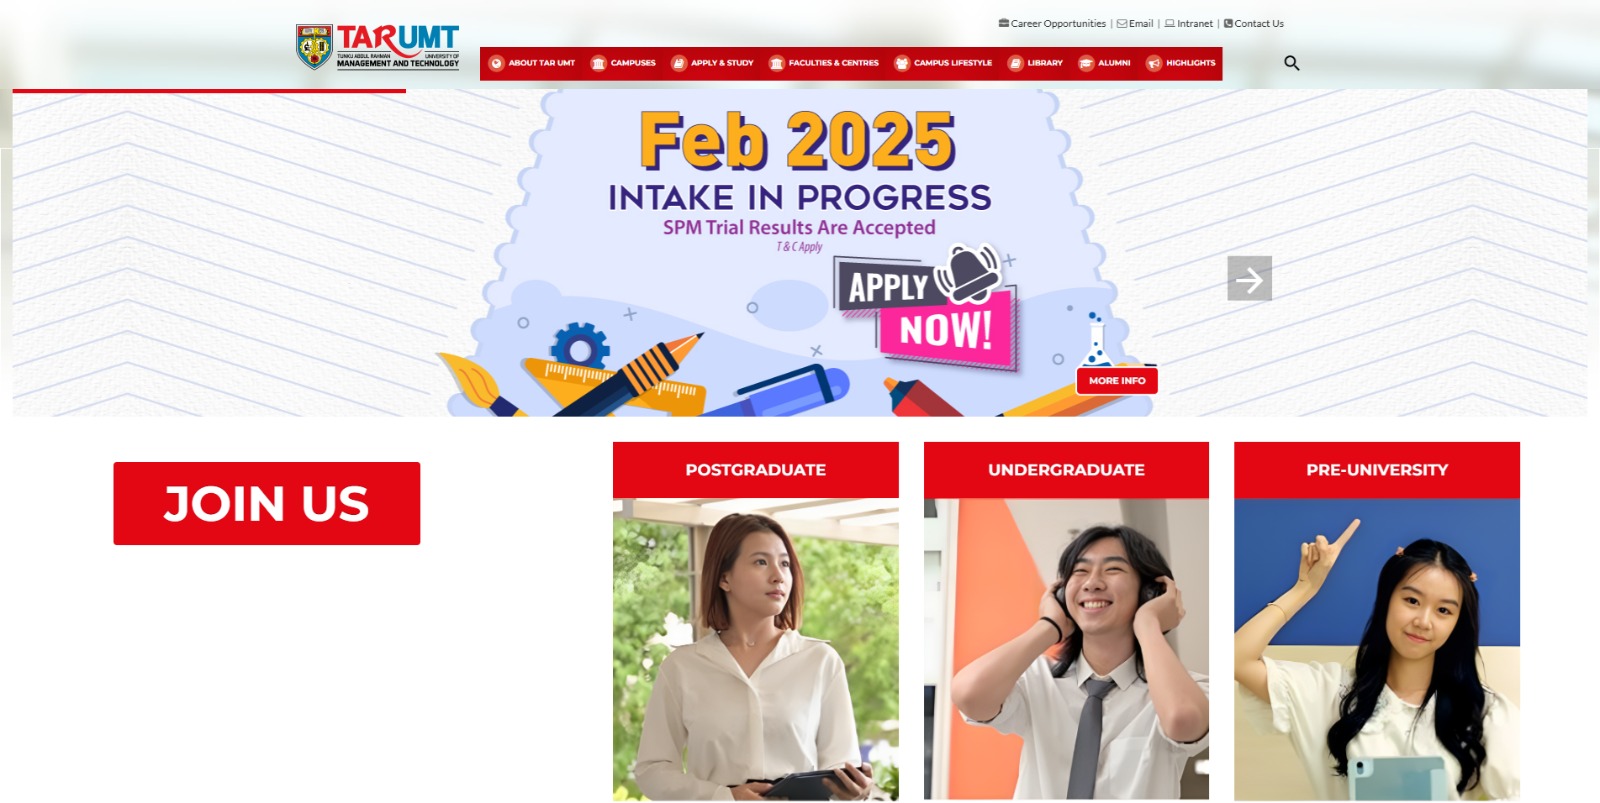 Career Opportunities | Email | Intranet | Contact Us
TARUMT
TUNKU ABDUL RAHMAN UNIVERSITY OF
MANAGEMENT AND TECHNOLOGY
ABOUT TAR UMT CAMPUSES APPLY & STUDY FACULTIES & CENTRES CAMPUS LIFESTYLE LIBRARY ALUMNI HIGHLIGHTS
Feb 2025
INTAKE IN PROGRESS
SPM Trial Results Are Accepted
T & C Apply
APPLY
NOW!
MORE INFO
JOIN US
POSTGRADUATE UNDERGRADUATE PRE-UNIVERSITY